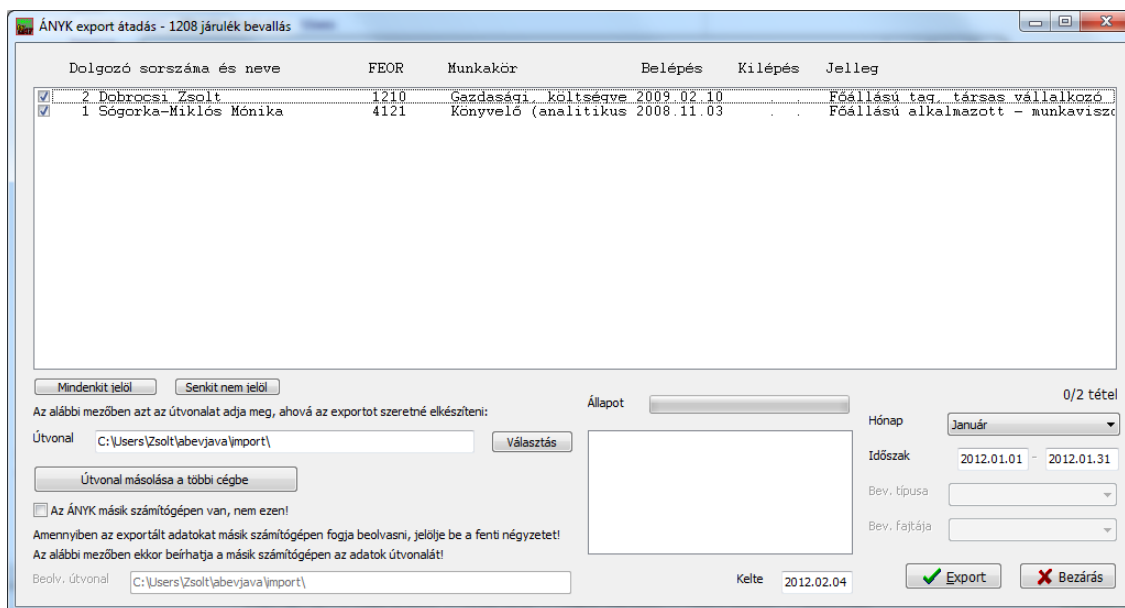 ÁNYK export átadás - 1208 járulék bevallás
Dolgozó sorszáma és neve FEOR Munkakör Belépés Kilépés Jelleg
2 Dobrocsi Zsolt 1210 Gazdasági, költségve 2009.02.10 . . Főállású tag, társas vállalkozó
1 Sógorka-Miklós Mónika 4121 Könyvelő (analitikus 2008.11.03 . . Főállású alkalmazott - munkaviszo
Mindenkit jelöl Senkit nem jelöl
0/2 tétel
Az alábbi mezőben azt az útvonalat adja meg, ahová az exportot szeretné elkészíteni:
Állapot
Hónap Január
Útvonal C:\Users\Zsolt\abevjava\import\ Választás
Időszak 2012.01.01 - 2012.01.31
Útvonal másolása a többi cégbe
Bev. típusa
Az ÁNYK másik számítógépen van, nem ezen!
Bev. fajtája
Amennyiben az exportált adatokat másik számítógépen fogja beolvasni, jelölje be a fenti négyzetet!
Az alábbi mezőben ekkor beírhatja a másik számítógépen az adatok útvonalát!
Beolv. útvonal C:\Users\Zsolt\abevjava\import\
Kelte 2012.02.04 Export Bezárás